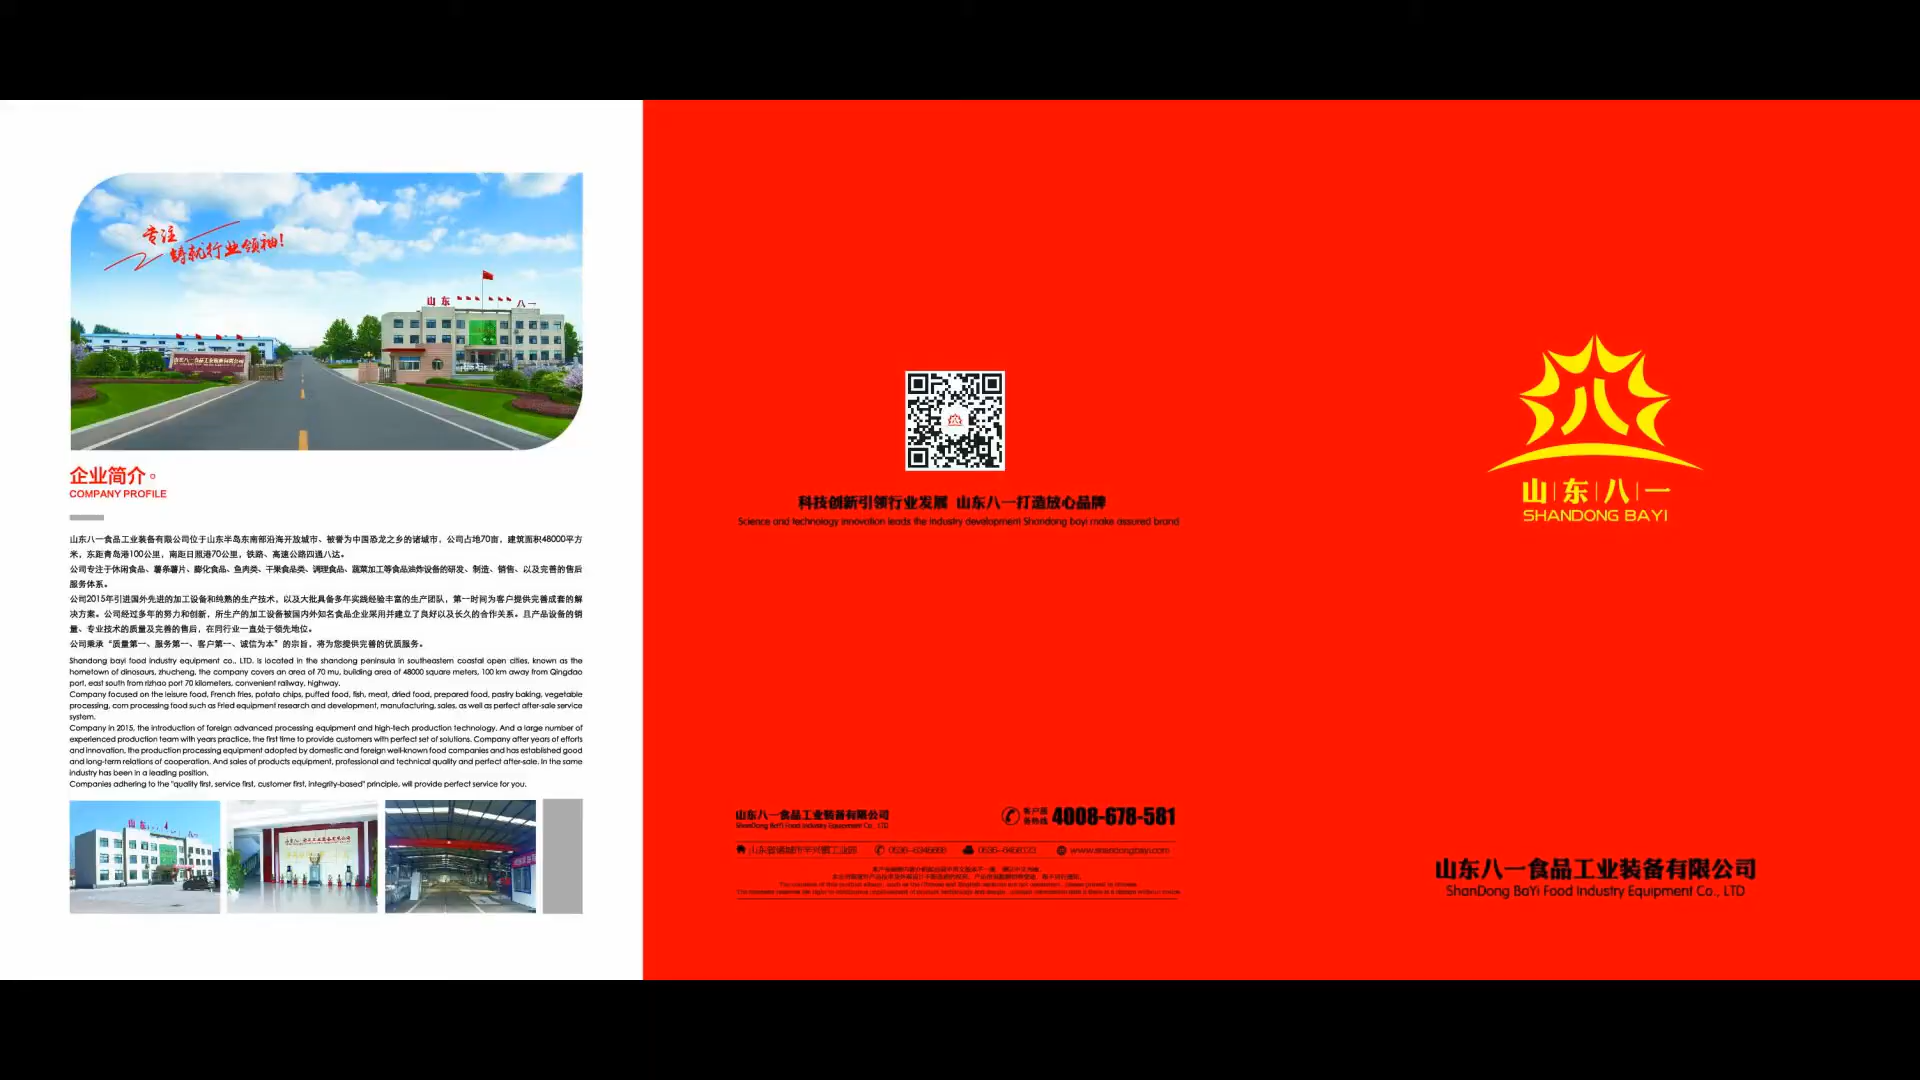 专注
铸就行业领袖!
山东 八一
山东八一食品工业装备有限公司
企业简介
COMPANY PROFILE
山东八一食品工业装备有限公司位于山东半岛东南部沿海开放城市、被誉为中国恐龙之乡的诸城市，公司占地70亩，建筑面积48000平方
米，东距青岛港100公里，南距日照港70公里，铁路、高速公路四通八达。
公司专注于休闲食品、薯条薯片、膨化食品、鱼肉类、干果食品类、调理食品、蔬菜加工等食品油炸设备的研发、制造、销售、以及完善的售后
服务体系。
公司2015年引进国外先进的加工设备和纯熟的生产技术，以及大批具备多年实践经验丰富的生产团队，第一时间为客户提供完善成套的解
决方案。公司经过多年的努力和创新，所生产的加工设备被国内外知名食品企业采用并建立了良好以及长久的合作关系。且产品设备的销
量、专业技术的质量及完善的售后，在同行业一直处于领先地位。
公司秉承“质量第一、服务第一、客户第一、诚信为本”的宗旨，将为您提供完善的优质服务。
Shandong bayi food industry equipment co., LTD. is located in the shandong peninsula in southeastern coastal open cities, known as the
hometown of dinosaurs, zhucheng, the company covers an area of 70 mu, building area of 48000 square meters, 100 km away from Qingdao
port, east south from rizhao port 70 kilometers, convenient railway, highway.
Company focused on the leisure food, French fries, potato chips, puffed food, fish, meat, dried food, prepared food, pastry baking, vegetable
processing, corn processing food such as Fried equipment research and development, manufacturing, sales, as well as perfect after-sale service
system.
Company in 2015, the introduction of foreign advanced processing equipment and high-tech production technology. And a large number of
experienced production team with years practice, the first time to provide customers with perfect set of solutions. Company after years of efforts
and innovation, the production processing equipment adopted by domestic and foreign well-known food companies and has established good
and long-term relations of cooperation. And sales of products equipment, professional and technical quality and perfect after-sale. In the same
industry has been in a leading position.
Companies adhering to the "quality first, service first, customer first, integrity-based" principle, will provide perfect service for you.
科技创新引领行业发展 山东八一打造放心品牌
Science and technology innovation leads the industry development Shandong bayi make assured brand
山东八一食品工业装备有限公司
ShanDong BaYi Food Industry Equipment Co., LTD
客户服
务热线
4008-678-581
www.shandongbayi.com
八
山东八一
SHANDONG BAYI
山东八一食品工业装备有限公司
ShanDong BaYi Food Industry Equipment Co., LTD